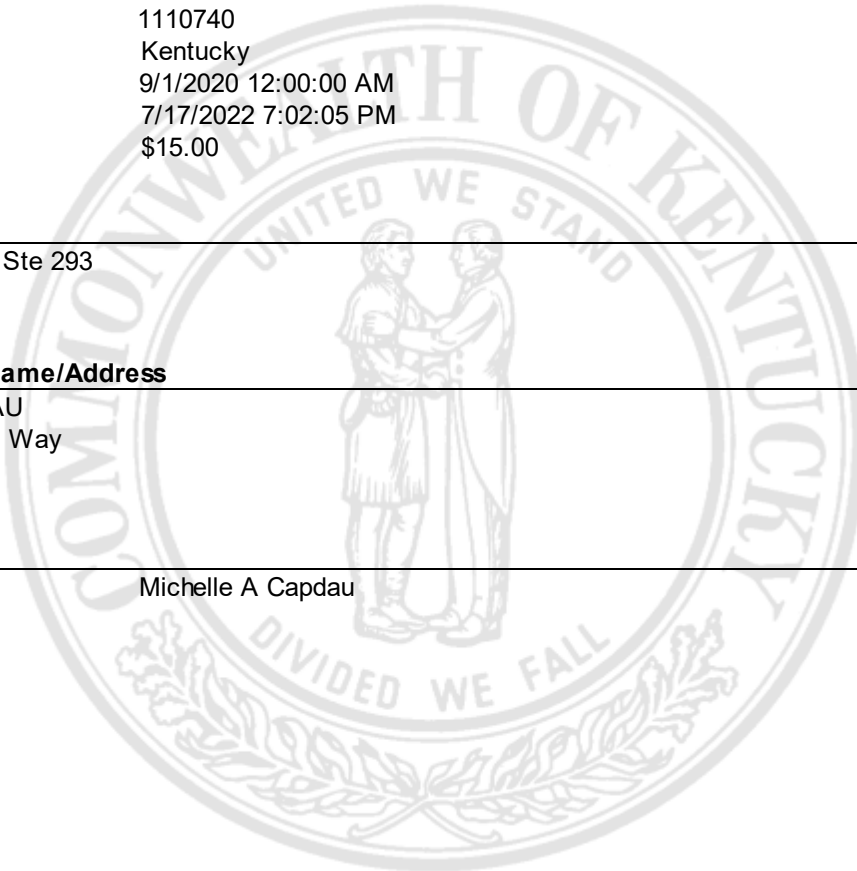 1110740
Kentucky
9/1/2020 12:00:00 AM
7/17/2022 7:02:05 PM
$15.00
Ste 293
ame/Address
AU
Way
Michelle A Capdau
COMMONWEALTH OF KENTUCKY
UNITED WE STAND
DIVIDED WE FALL